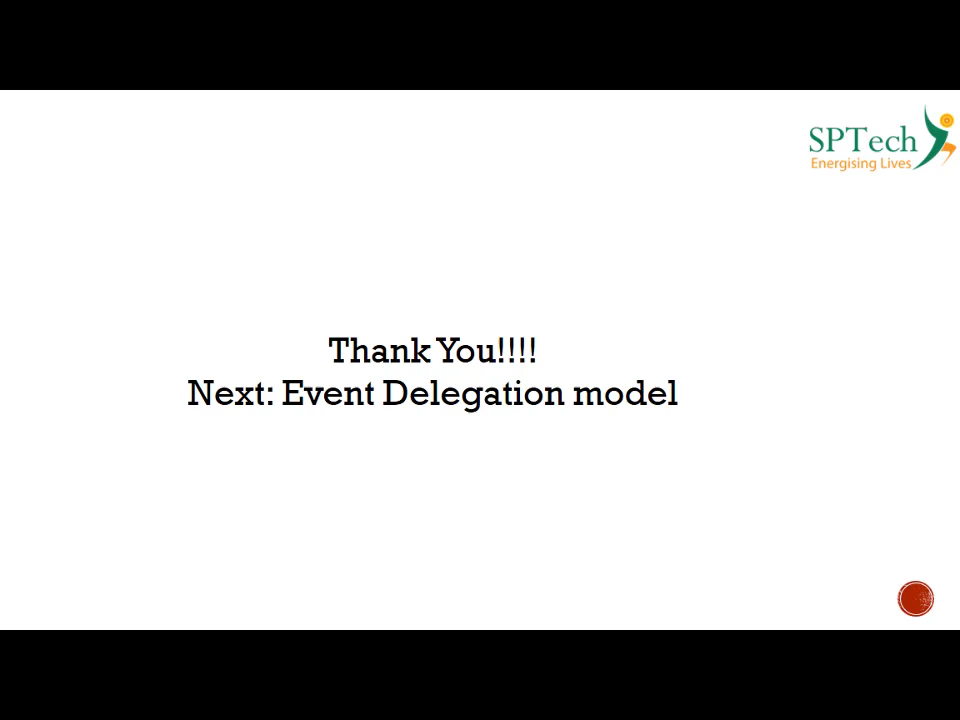 SPTech
Energising Lives
Thank You!!!!
Next: Event Delegation model